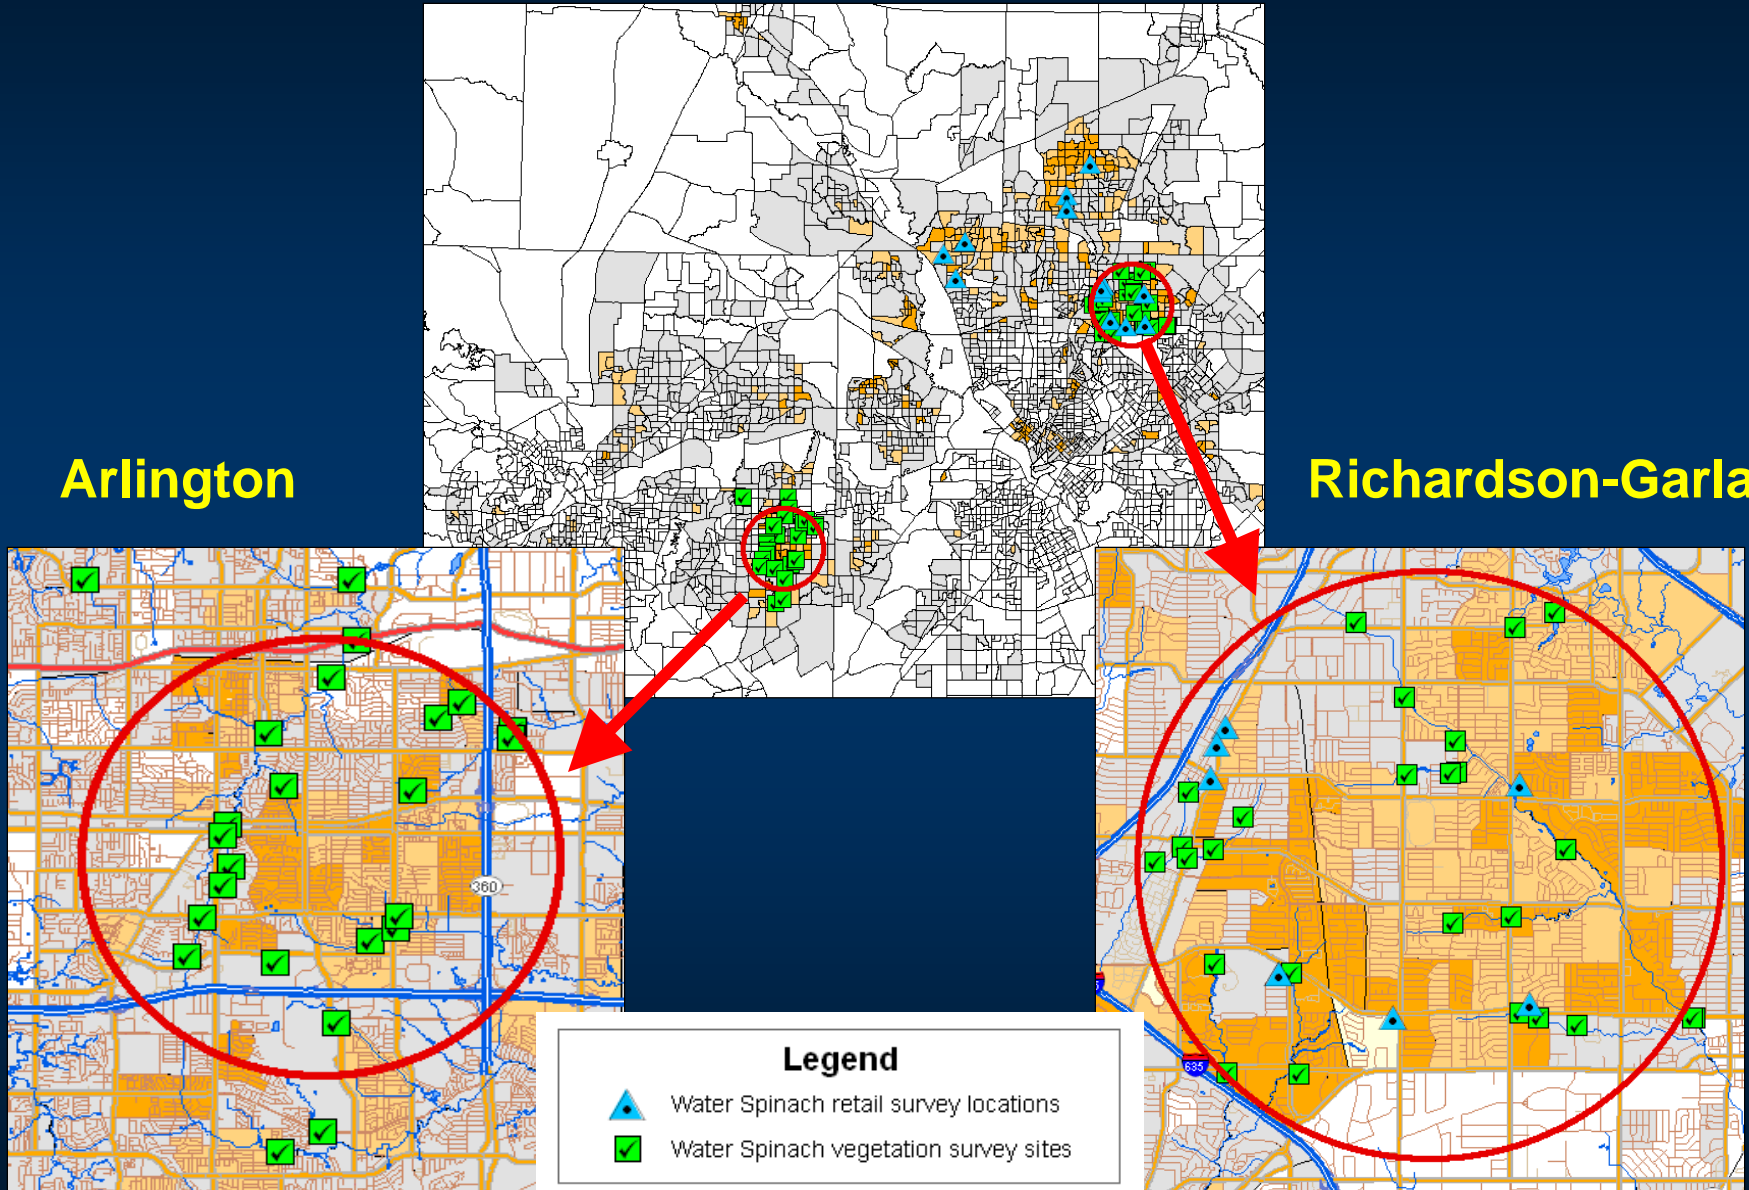 Arlington
Richardson-Garla
360
635
Legend
Water Spinach retail survey locations
Water Spinach vegetation survey sites